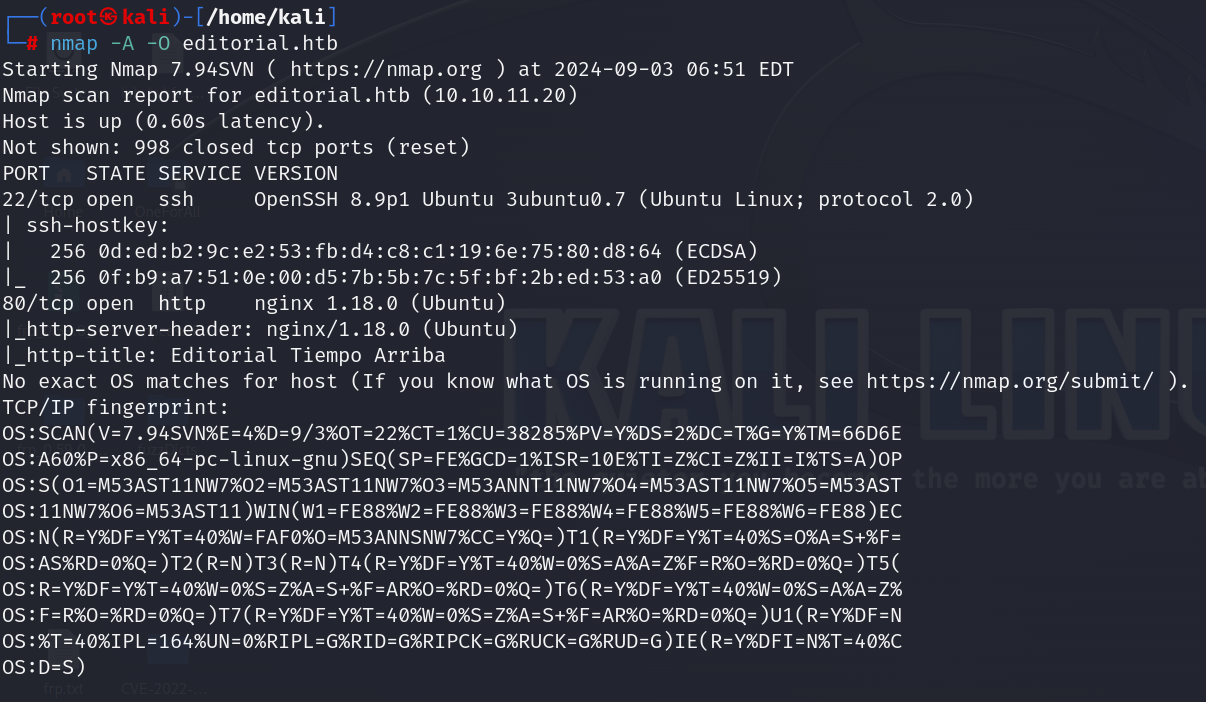 ┌──(root㉿kali)-[/home/kali]
└─# nmap -A -O editorial.htb
Starting Nmap 7.94SVN ( https://nmap.org ) at 2024-09-03 06:51 EDT
Nmap scan report for editorial.htb (10.10.11.20)
Host is up (0.60s latency).
Not shown: 998 closed tcp ports (reset)
PORT   STATE SERVICE VERSION
22/tcp open  ssh     OpenSSH 8.9p1 Ubuntu 3ubuntu0.7 (Ubuntu Linux; protocol 2.0)
| ssh-hostkey:
|   256 0d:ed:b2:9c:e2:53:fb:d4:c8:c1:19:6e:75:80:d8:64 (ECDSA)
|_  256 0f:b9:a7:51:0e:00:d5:7b:5b:7c:5f:bf:2b:ed:53:a0 (ED25519)
80/tcp open  http    nginx 1.18.0 (Ubuntu)
|_http-server-header: nginx/1.18.0 (Ubuntu)
|_http-title: Editorial Tiempo Arriba
No exact OS matches for host (If you know what OS is running on it, see https://nmap.org/submit/ ).
TCP/IP fingerprint:
OS:SCAN(V=7.94SVN%E=4%D=9/3%OT=22%CT=1%CU=38285%PV=Y%DS=2%DC=T%G=Y%TM=66D6E
OS:A60%P=x86_64-pc-linux-gnu)SEQ(SP=FE%GCD=1%ISR=10E%TI=Z%CI=Z%II=I%TS=A)OP
OS:S(O1=M53AST11NW7%O2=M53AST11NW7%O3=M53ANNT11NW7%O4=M53AST11NW7%O5=M53AST
OS:11NW7%O6=M53AST11)WIN(W1=FE88%W2=FE88%W3=FE88%W4=FE88%W5=FE88%W6=FE88)EC
OS:N(R=Y%DF=Y%T=40%W=FAF0%O=M53ANNSNW7%CC=Y%Q=)T1(R=Y%DF=Y%T=40%S=O%A=S+%F=
OS:AS%RD=0%Q=)T2(R=N)T3(R=N)T4(R=Y%DF=Y%T=40%W=0%S=A%A=Z%F=R%O=%RD=0%Q=)T5(
OS:R=Y%DF=Y%T=40%W=0%S=Z%A=S+%F=AR%O=%RD=0%Q=)T6(R=Y%DF=Y%T=40%W=0%S=A%A=Z%
OS:F=R%O=%RD=0%Q=)T7(R=Y%DF=Y%T=40%W=0%S=Z%A=S+%F=AR%O=%RD=0%Q=)U1(R=Y%DF=N
OS:%T=40%IPL=164%UN=0%RIPL=G%RID=G%RIPCK=G%RUCK=G%RUD=G)IE(R=Y%DFI=N%T=40%C
OS:D=S)
KALI LINU
the more you are ab
frp.txt
CVE-2022-...